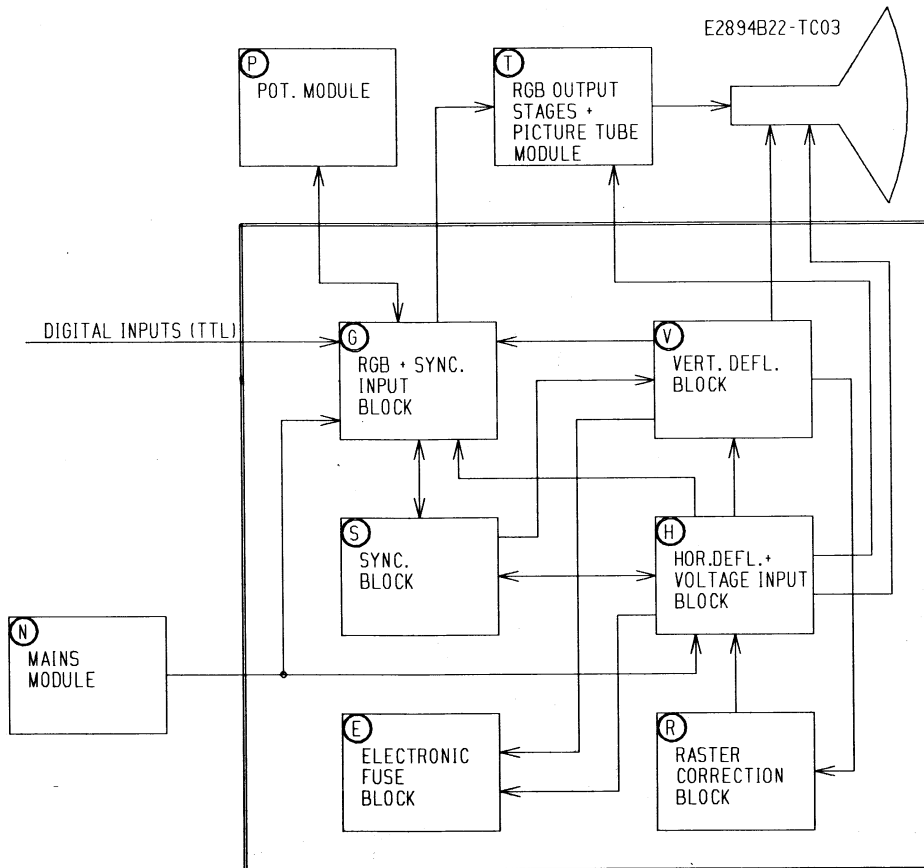 E2894B22-TC03
P
POT. MODULE
T
RGB OUTPUT
STAGES +
PICTURE TUBE
MODULE
DIGITAL INPUTS (TTL)
G
RGB + SYNC.
INPUT
BLOCK
V
VERT. DEFL.
BLOCK
S
SYNC.
BLOCK
H
HOR.DEFL.+
VOLTAGE INPUT
BLOCK
N
MAINS
MODULE
E
ELECTRONIC
FUSE
BLOCK
R
RASTER
CORRECTION
BLOCK